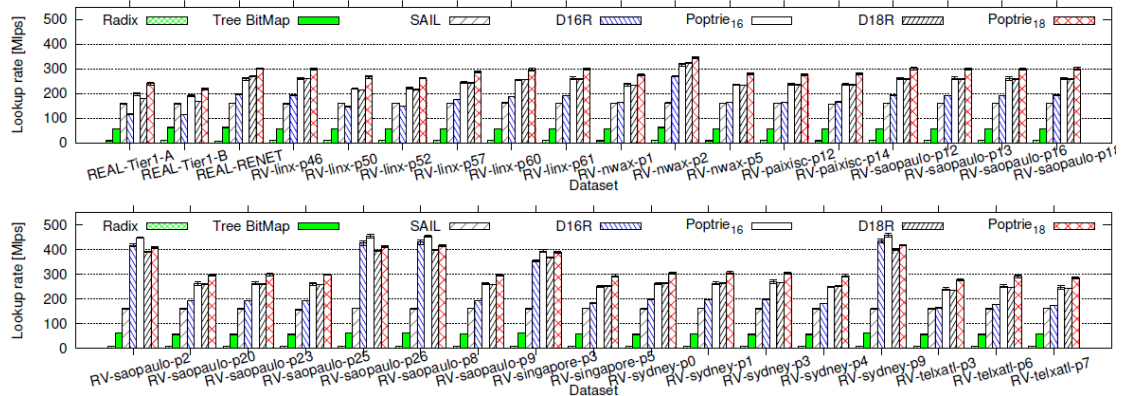 500
400
300
200
100
0
Lookup rate [Mlps]
Radix
Tree BitMap
SAIL
D16R
Poptrie16
D18R
Poptrie18
REAL-Tier1-A
REAL-Tier1-B
REAL-RENET
RV-linx-p46
RV-linx-p50
RV-linx-p52
RV-linx-p57
RV-linx-p60
RV-linx-p61
RV-nwax-p1
RV-nwax-p2
RV-nwax-p5
RV-paixisc-p12
RV-paixisc-p14
RV-saopaulo-p12
RV-saopaulo-p13
RV-saopaulo-p16
RV-saopaulo-p18
Dataset
500
400
300
200
100
0
Lookup rate [Mlps]
Radix
Tree BitMap
SAIL
D16R
Poptrie16
D18R
Poptrie18
RV-saopaulo-p2
RV-saopaulo-p20
RV-saopaulo-p23
RV-saopaulo-p25
RV-saopaulo-p26
RV-saopaulo-p8
RV-saopaulo-p9
RV-singapore-p3
RV-singapore-p5
RV-sydney-p0
RV-sydney-p1
RV-sydney-p3
RV-sydney-p4
RV-sydney-p9
RV-telxatl-p3
RV-telxatl-p6
RV-telxatl-p7
Dataset